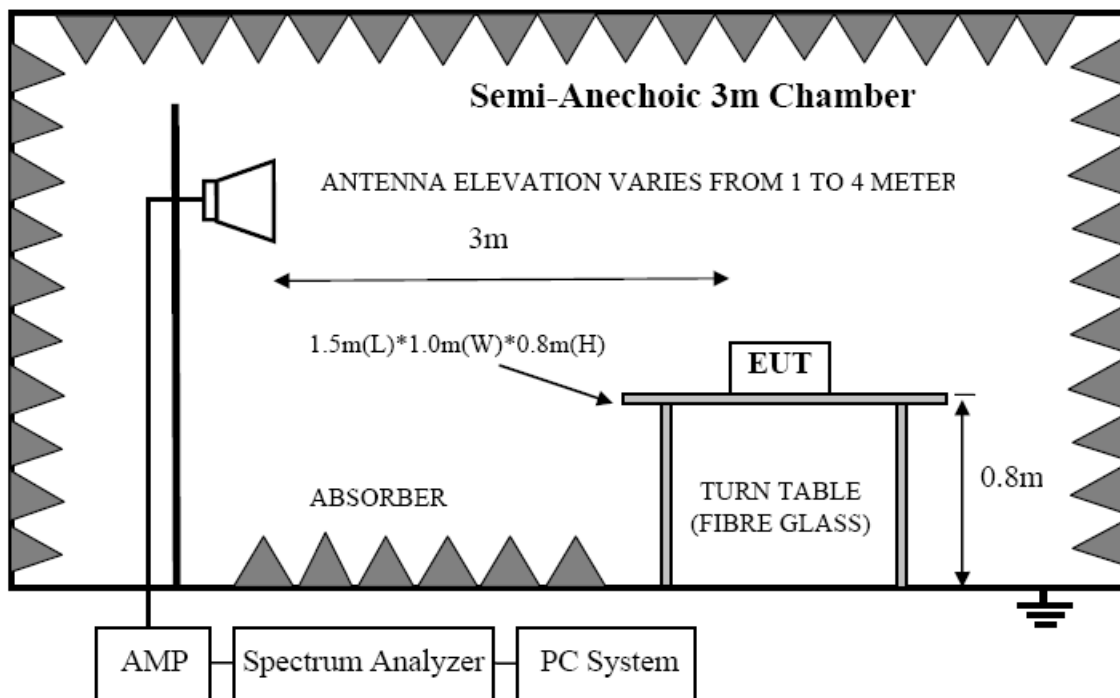 Semi-Anechoic 3m Chamber
ANTENNA ELEVATION VARIES FROM 1 TO 4 METER
3m
1.5m(L)*1.0m(W)*0.8m(H)
EUT
0.8m
ABSORBER
TURN TABLE
(FIBRE GLASS)
AMP
Spectrum Analyzer
PC System